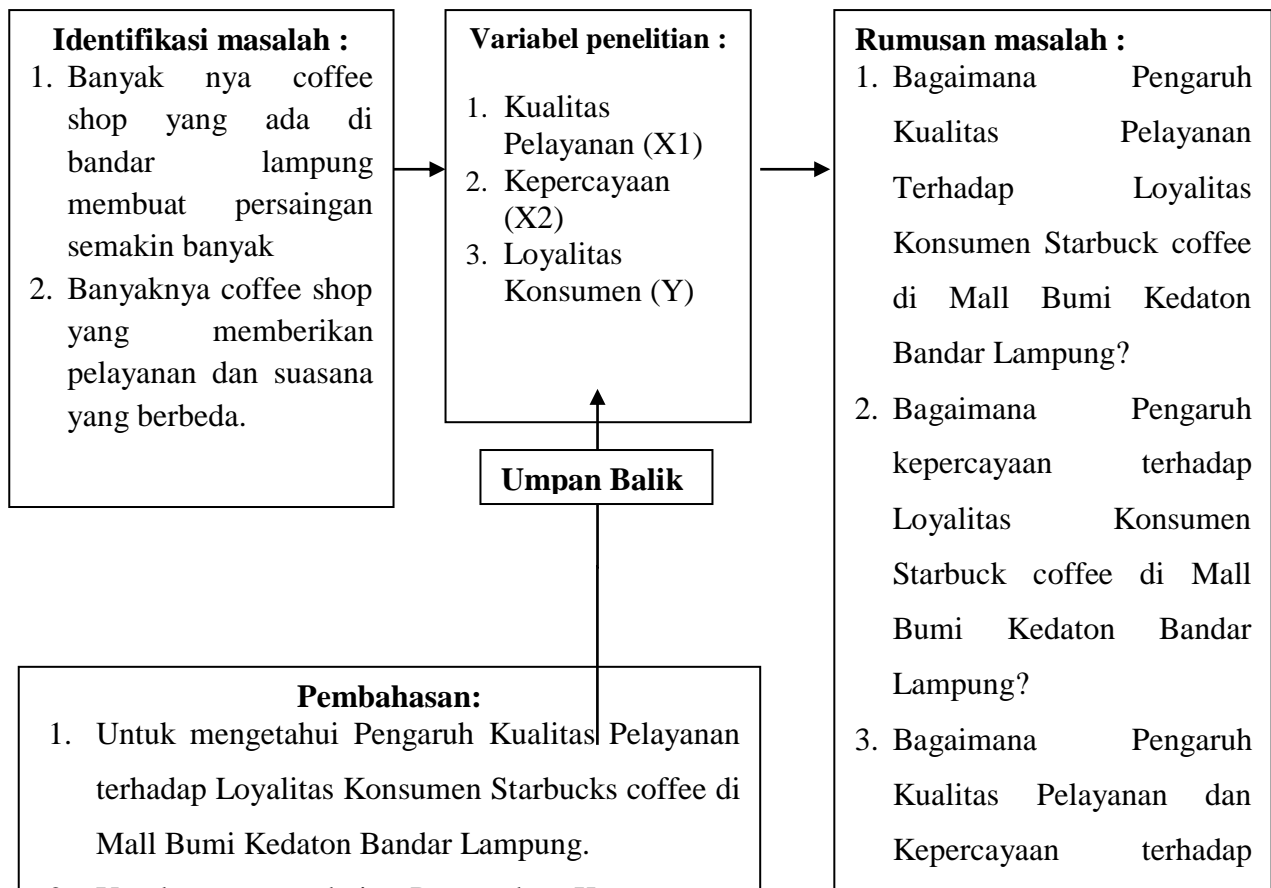 Identifikasi masalah :
1. Banyak nya coffee
shop yang ada di
bandar lampung
membuat persaingan
semakin banyak
2. Banyaknya coffee shop
yang memberikan
pelayanan dan suasana
yang berbeda.
Variabel penelitian :
1. Kualitas
Pelayanan (X1)
2. Kepercayaan
(X2)
3. Loyalitas
Konsumen (Y)
Rumusan masalah :
1. Bagaimana Pengaruh
Kualitas Pelayanan
Terhadap Loyalitas
Konsumen Starbuck coffee
di Mall Bumi Kedaton
Bandar Lampung?
2. Bagaimana Pengaruh
kepercayaan terhadap
Loyalitas Konsumen
Starbuck coffee di Mall
Bumi Kedaton Bandar
Lampung?
3. Bagaimana Pengaruh
Kualitas Pelayanan dan
Kepercayaan terhadap
Umpan Balik
Pembahasan:
1. Untuk mengetahui Pengaruh Kualitas Pelayanan
terhadap Loyalitas Konsumen Starbucks coffee di
Mall Bumi Kedaton Bandar Lampung.